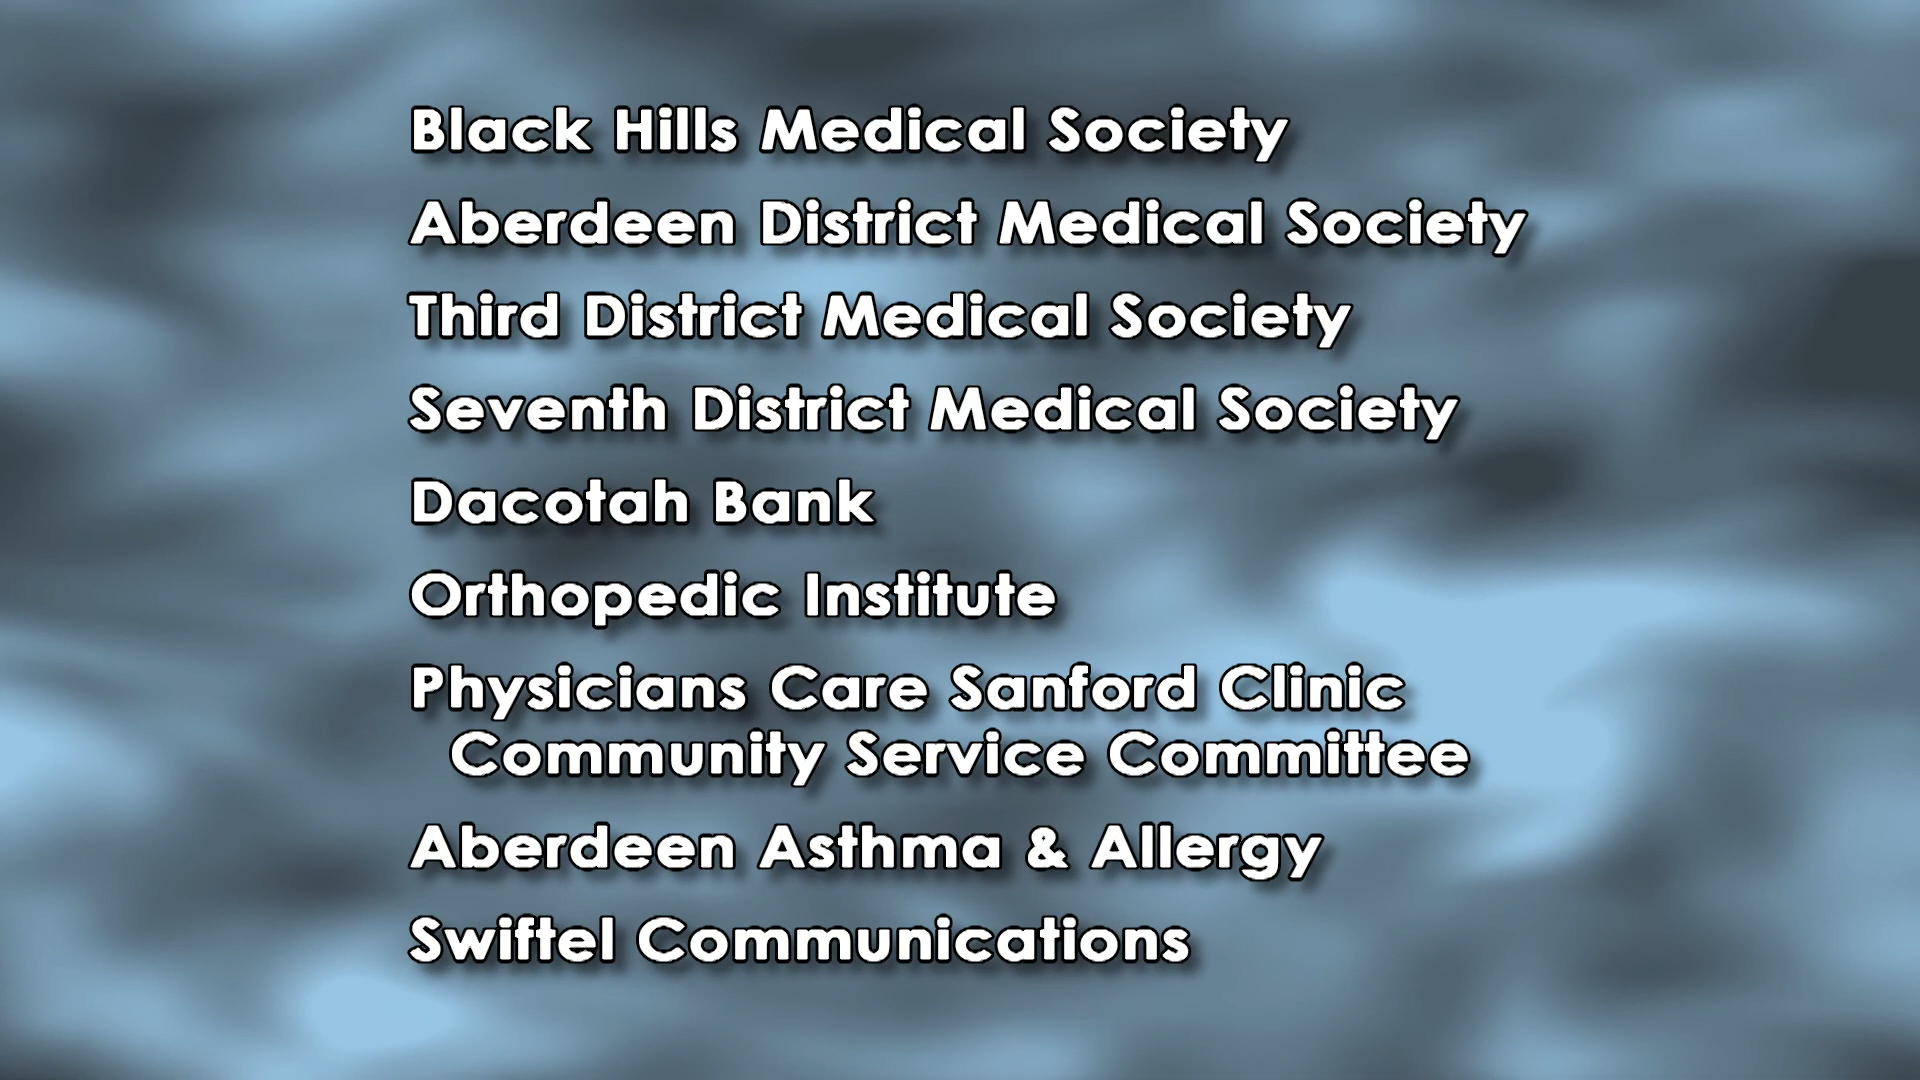 Black Hills Medical Society
Aberdeen District Medical Society
Third District Medical Society
Seventh District Medical Society
Dacotah Bank
Orthopedic Institute
Physicians Care Sanford Clinic
Community Service Committee
Aberdeen Asthma & Allergy
Swiftel Communications